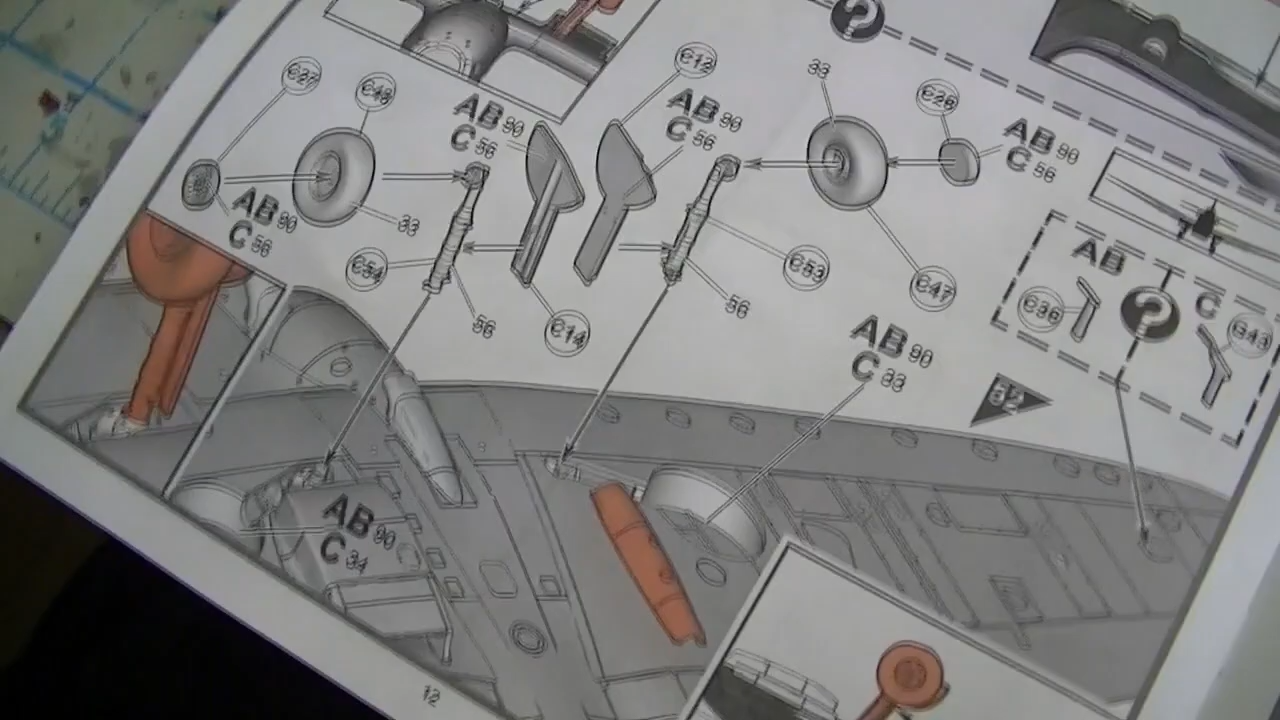 ?
C27
C48
AB 90
C 56
C12
AB 90
C 56
33
C26
AB 90
C 56
AB 90
C 56
33
C54
C53
C47
56
C14
56
AB
C36
?
C
C43
AB 90
C 33
AB 90
C 34
12